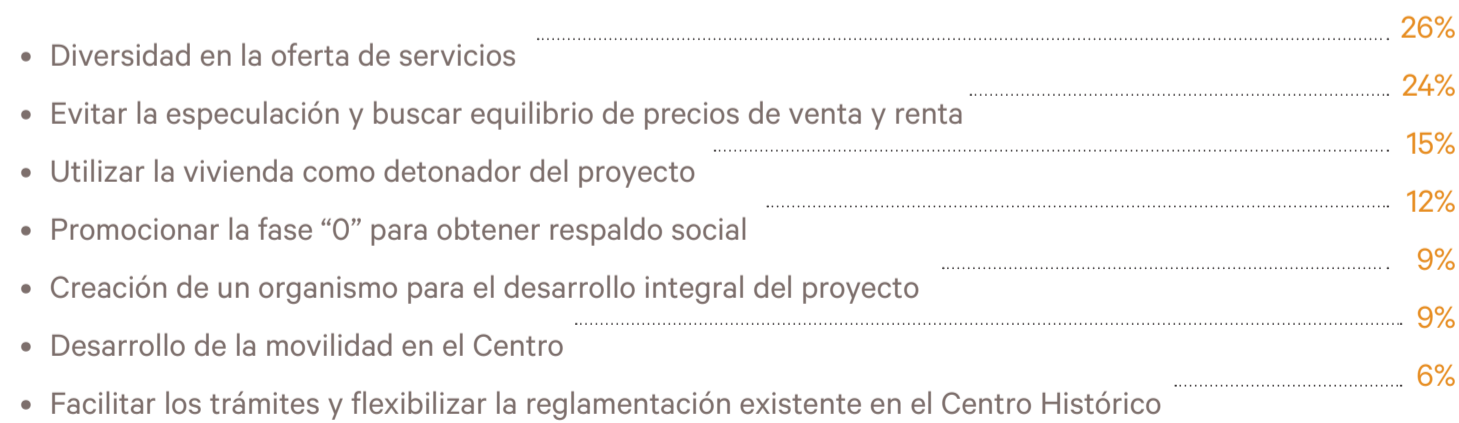 • Diversidad en la oferta de servicios 26%
• Evitar la especulación y buscar equilibrio de precios de venta y renta 24%
• Utilizar la vivienda como detonador del proyecto 15%
• Promocionar la fase “0” para obtener respaldo social 12%
• Creación de un organismo para el desarrollo integral del proyecto 9%
• Desarrollo de la movilidad en el Centro 9%
• Facilitar los trámites y flexibilizar la reglamentación existente en el Centro Histórico 6%